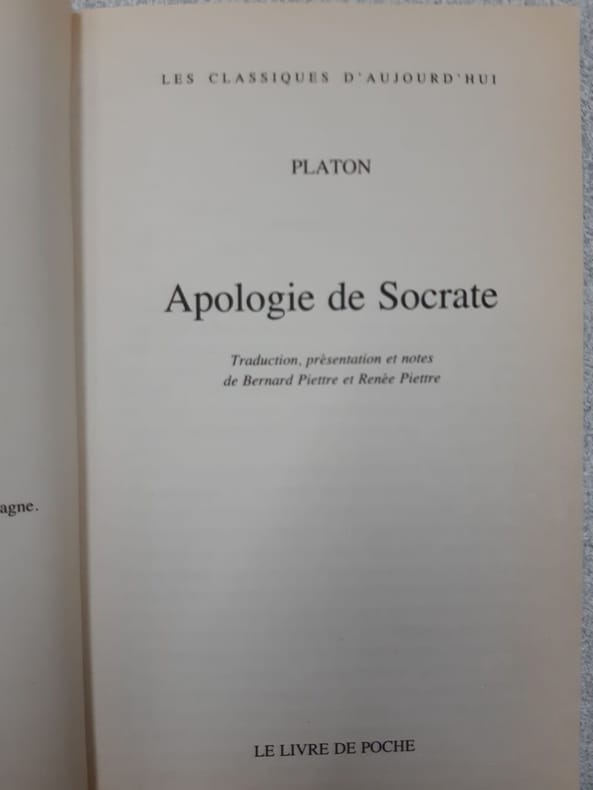 agne.
LES CLASSIQUES D'AUJOURD'HUI
PLATON
Apologie de Socrate
Traduction, présentation et notes
de Bernard Piettre et Renée Piettre
LE LIVRE DE POCHE